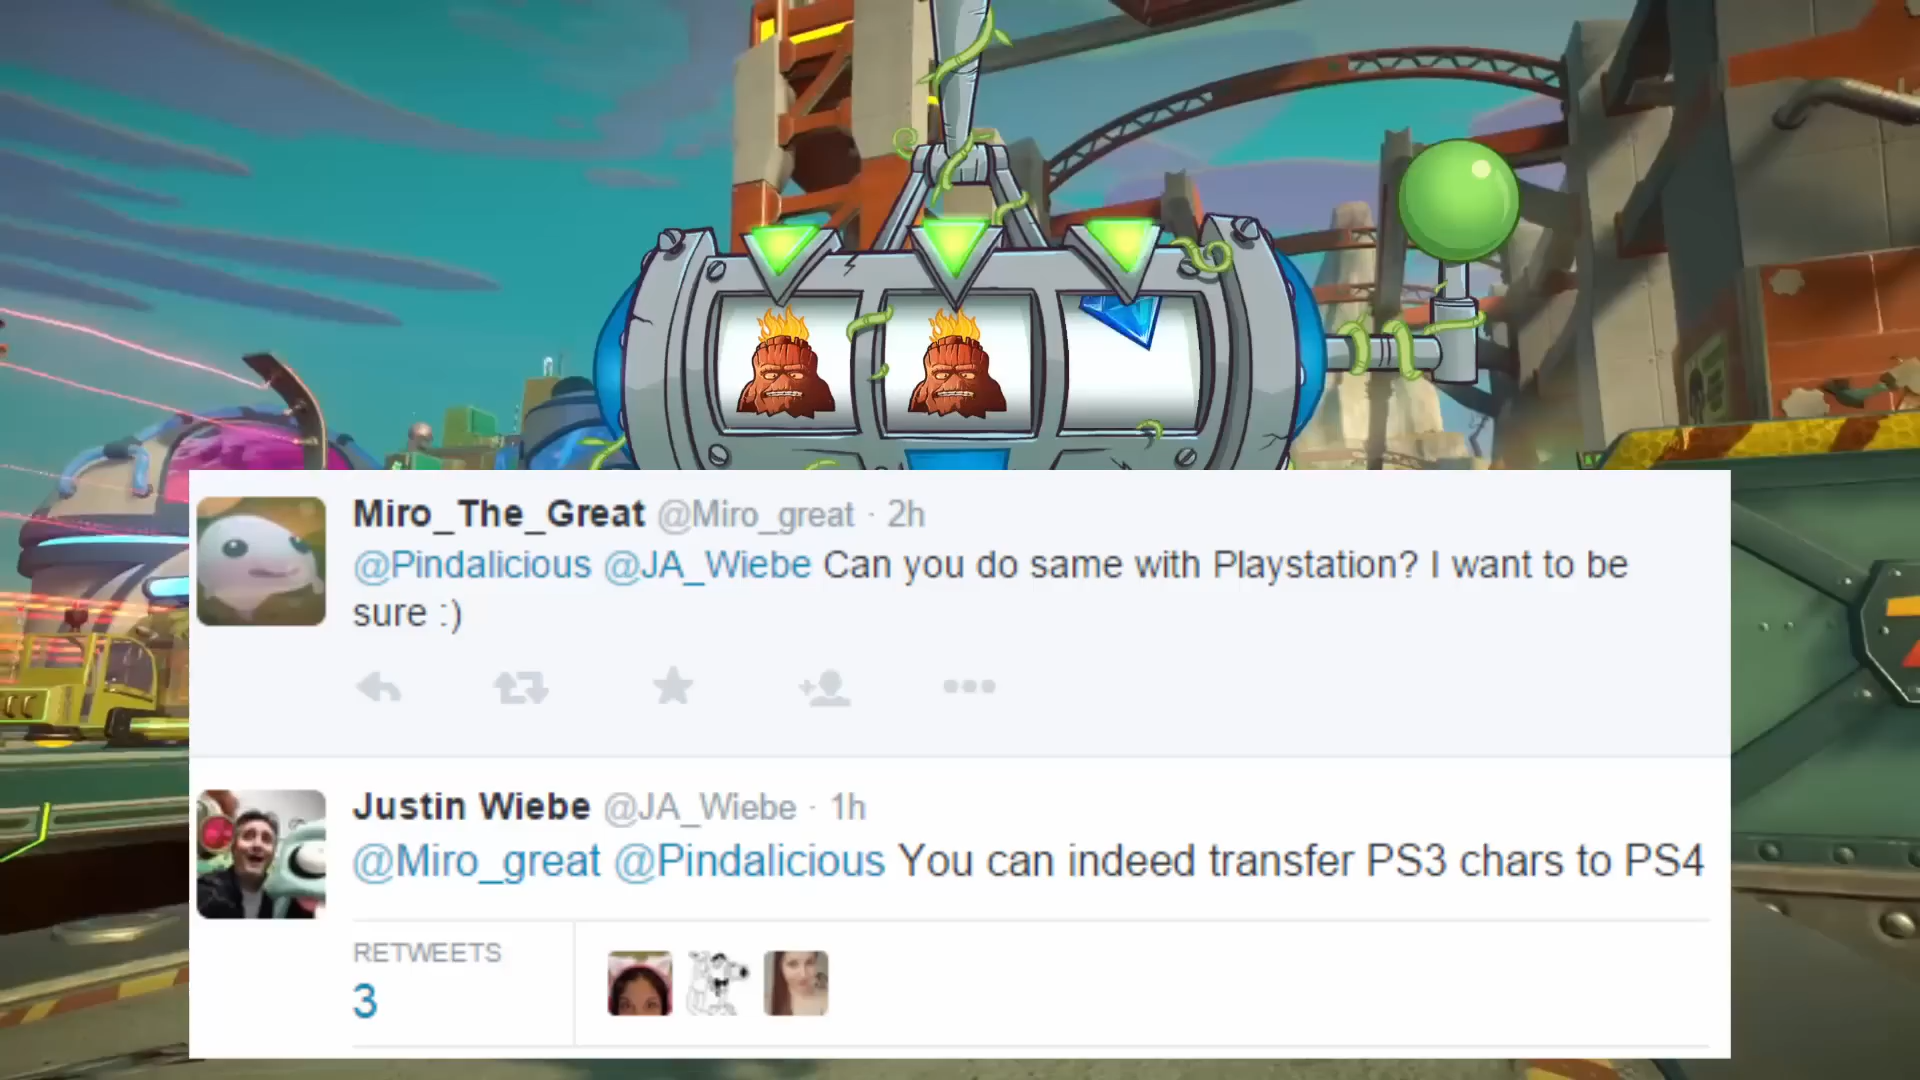 Miro_The_Great @Miro_great · 2h
@Pindalicious @JA_Wiebe Can you do same with Playstation? I want to be
sure :)
Justin Wiebe @JA_Wiebe · 1h
@Miro_great @Pindalicious You can indeed transfer PS3 chars to PS4
RETWEETS
3